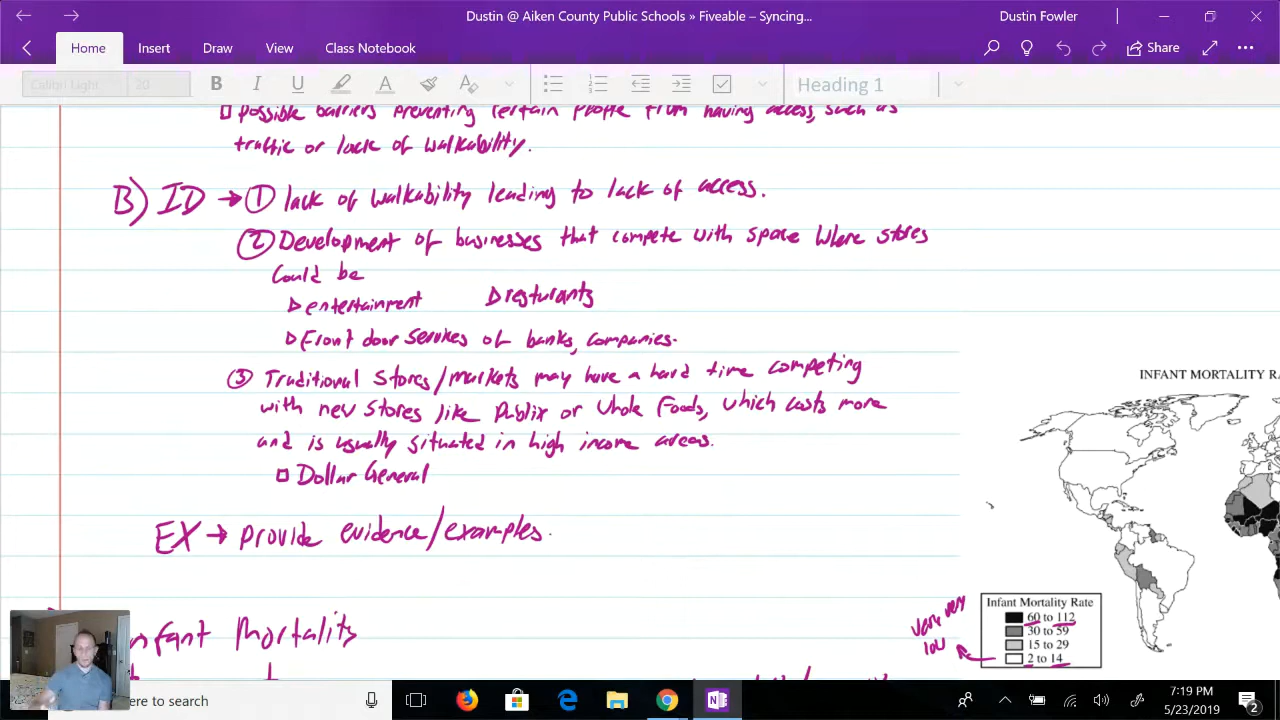 Dustin @ Aiken County Public Schools » Fiveable – Syncing...
Dustin Fowler
Home Insert Draw View Class Notebook
Share
Calibri Light 20
B I U A
Heading 1
Possible barriers preventing certain people from having access, such as
traffic or lack of walkability.
B) ID → ① lack of walkability leading to lack of access.
② Development of businesses that compete with space where stores
could be
entertainment resturants
Front door services of banks, companies.
③ Traditional stores/markets may have a hard time competing
with new stores like Publix or Whole Foods, which costs more
and is usually situated in high income areas.
Dollar General
EX → provide evidence/examples.
INFANT MORTALITY RA
Infant Mortality Rate
60 to 112
30 to 59
15 to 29
2 to 14
very very
low
nfant Mortality
ere to search
7:19 PM
5/23/2019
2